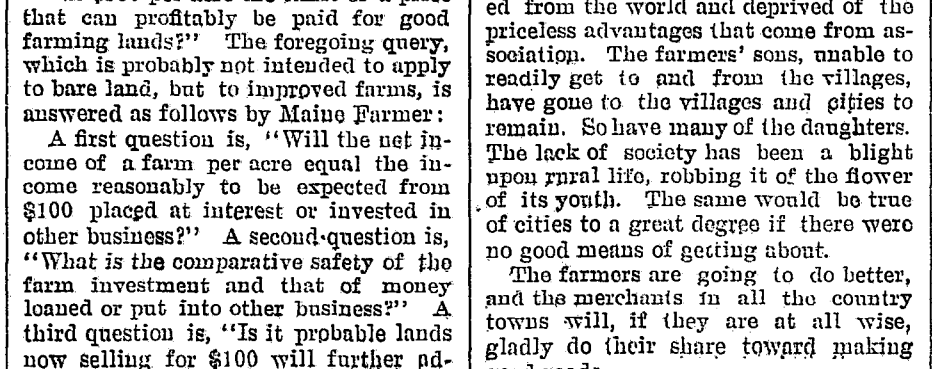 that can profitably be paid for good
farming lands?" The foregoing query,
which is probably not intended to apply
to bare land, but to improved farms, is
answered as follows by Maine Farmer:
A first question is, "Will the net in-
come of a farm per acre equal the in-
come reasonably to be expected from
$100 placed at interest or invested in
other business?" A second question is,
"What is the comparative safety of the
farm investment and that of money
loaned or put into other business?" A
third question is, "Is it probable lands
now selling for $100 will further ad-
ed from the world and deprived of the
priceless advantages that come from as-
sociation. The farmers' sons, unable to
readily get to and from the villages,
have gone to the villages and cities to
remain. So have many of the daughters.
The lack of society has been a blight
upon rural life, robbing it of the flower
of its youth. The same would be true
of cities to a great degree if there were
no good means of getting about.
The farmers are going to do better,
and the merchants in all the country
towns will, if they are at all wise,
gladly do their share toward making